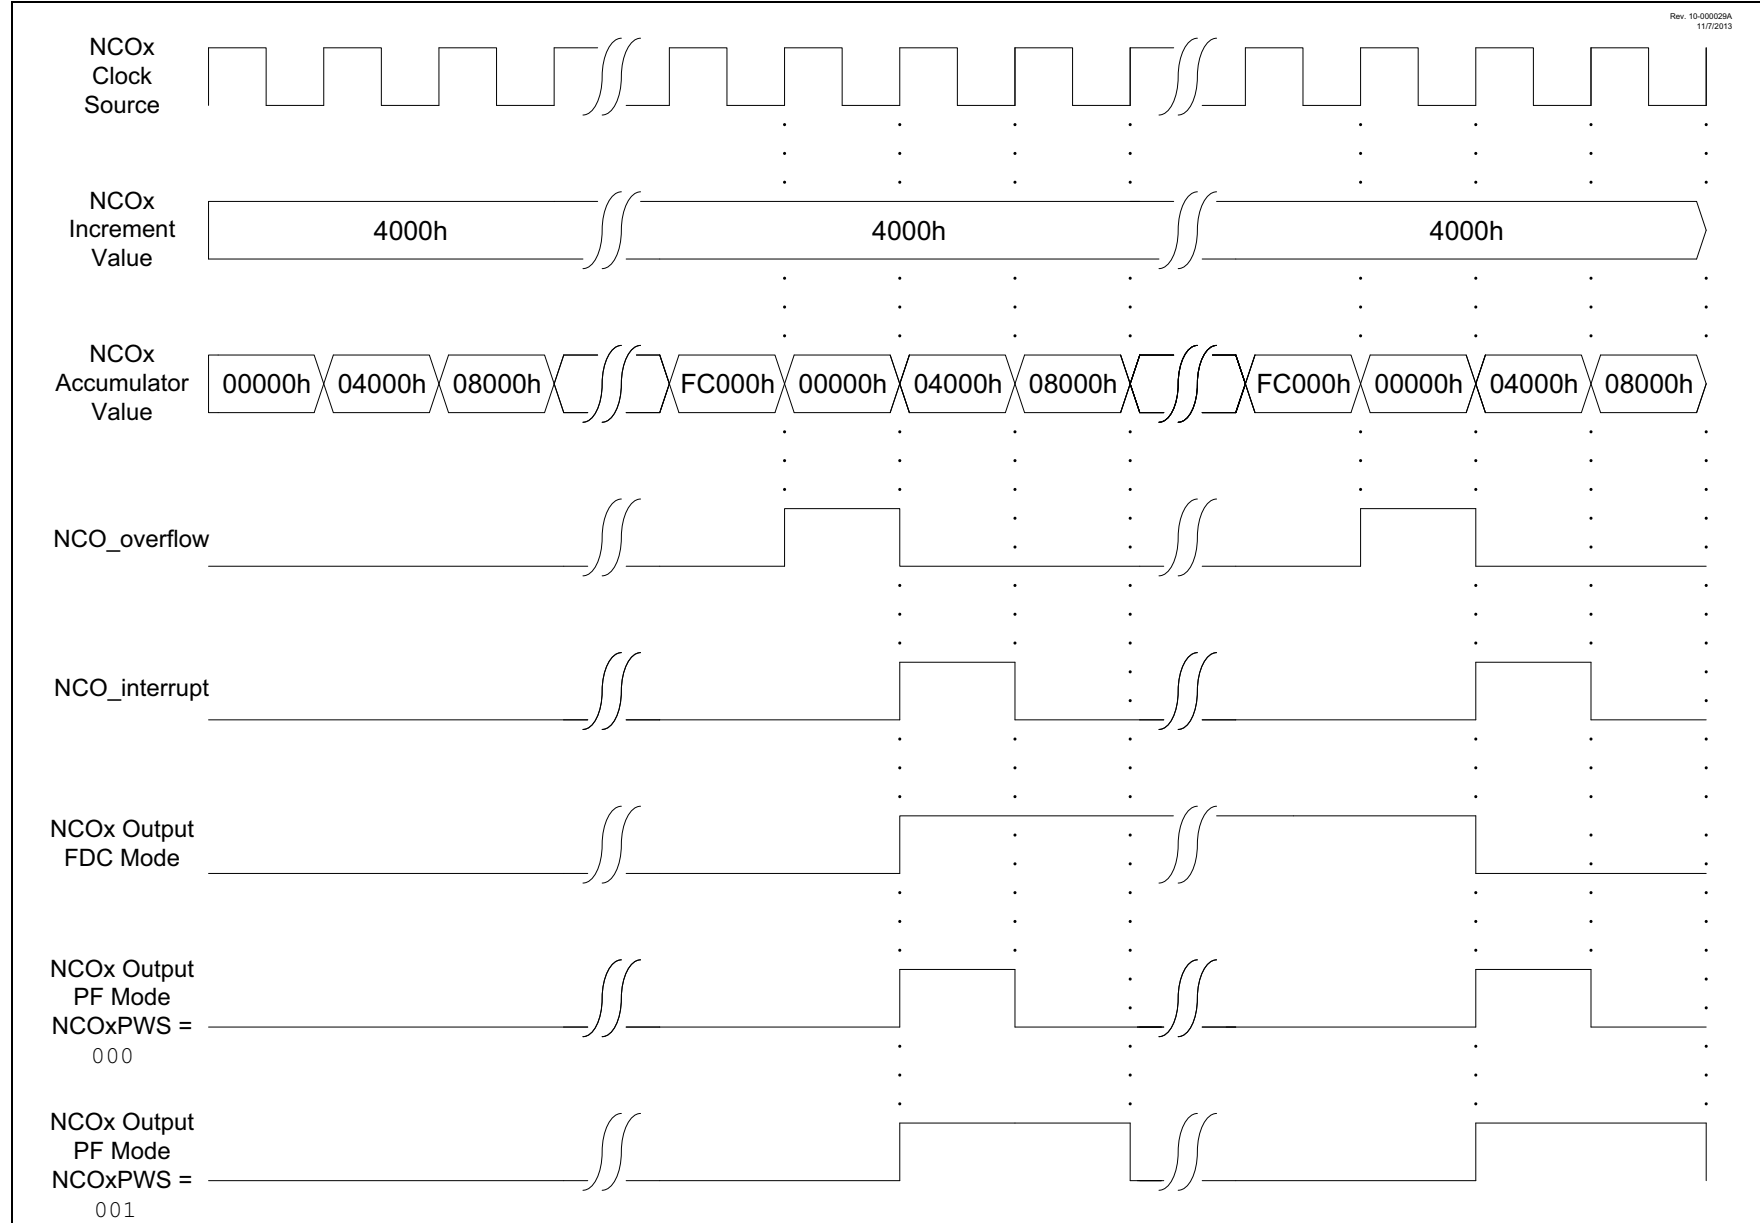 Rev. 10-000029A
11/7/2013
NCOx
Clock
Source
NCOx
Increment
Value
4000h
4000h
4000h
NCOx
Accumulator
Value
00000h
04000h
08000h
FC000h
00000h
04000h
08000h
FC000h
00000h
04000h
08000h
NCO_overflow
NCO_interrupt
NCOx Output
FDC Mode
NCOx Output
PF Mode
NCOxPWS =
000
NCOx Output
PF Mode
NCOxPWS =
001